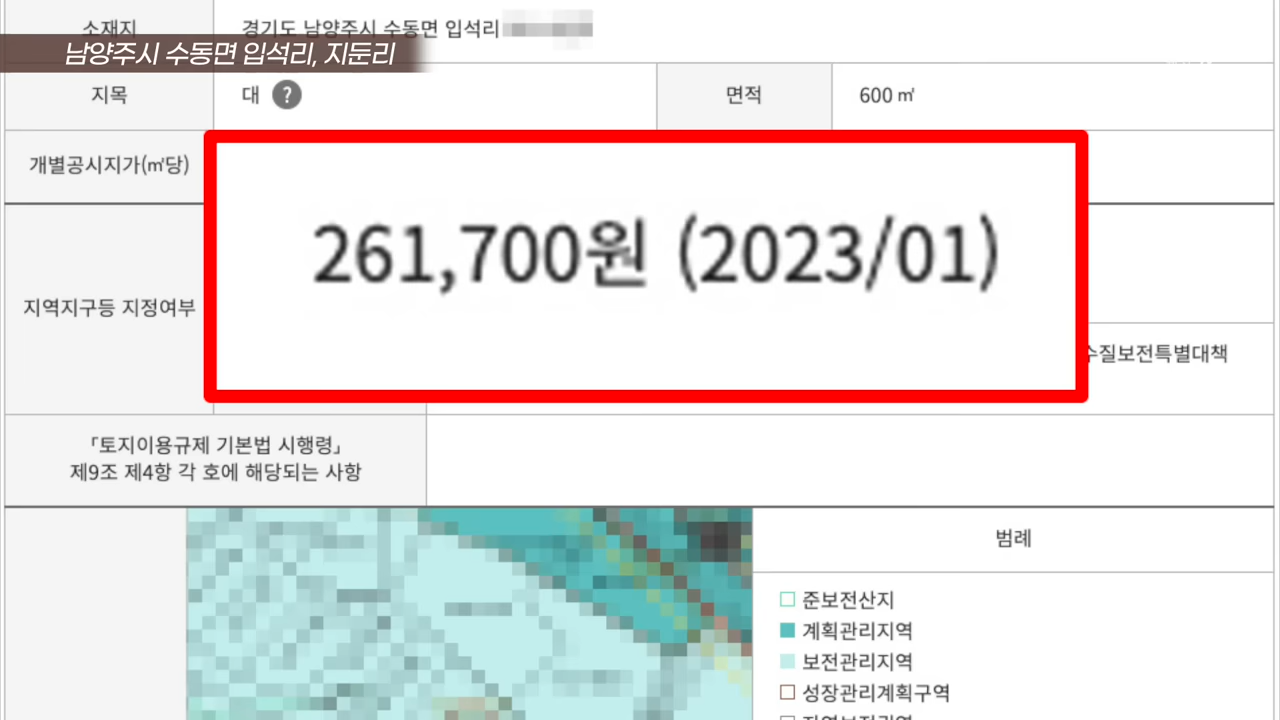 소재지
경기도 남양주시 수동면 입석리
남양주시 수동면 입석리, 지둔리
지목
대 ?
면적
600 ㎡
개별공시지가(㎡당)
261,700원 (2023/01)
지역지구등 지정여부
수질보전특별대책
「토지이용규제 기본법 시행령」
제9조 제4항 각 호에 해당되는 사항
범례
준보전산지
계획관리지역
보전관리지역
성장관리계획구역